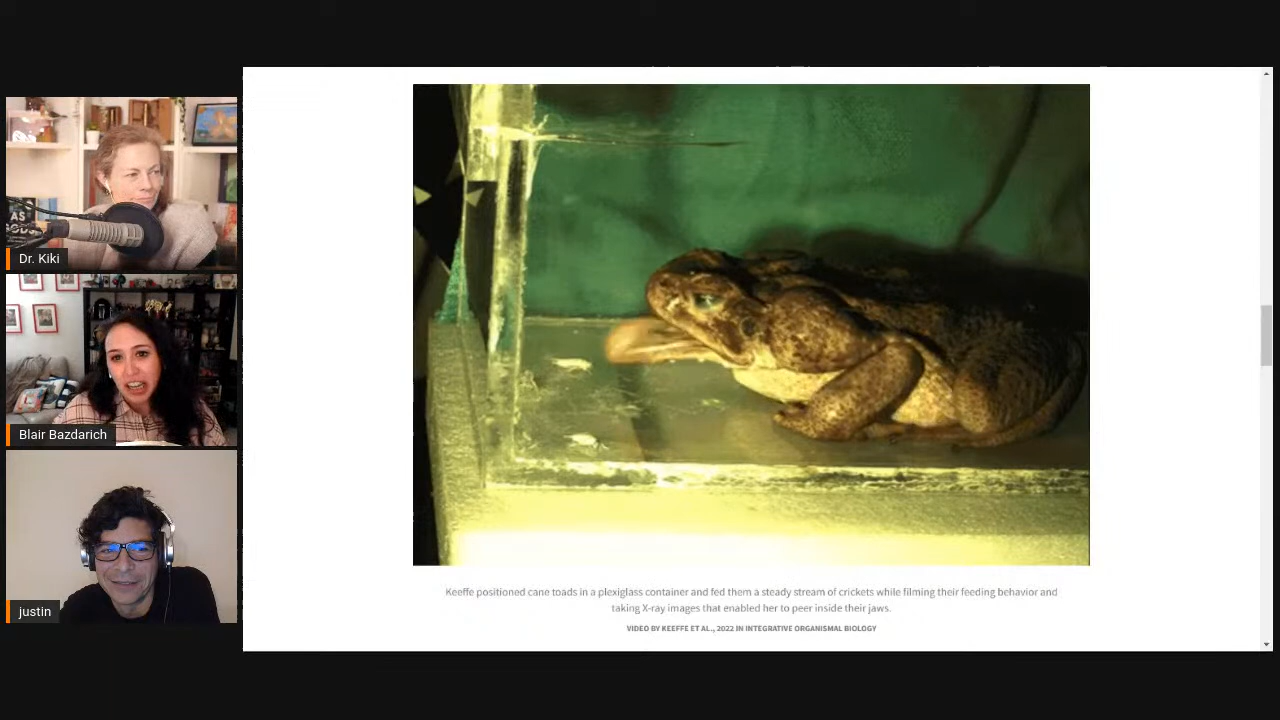 AS
GODS
Dr. Kiki
Blair Bazdarich
justin
Keeffe positioned cane toads in a plexiglass container and fed them a steady stream of crickets while filming their feeding behavior and
taking X-ray images that enabled her to peer inside their jaws.
VIDEO BY KEEFFE ET AL., 2022 IN INTEGRATIVE ORGANISMAL BIOLOGY